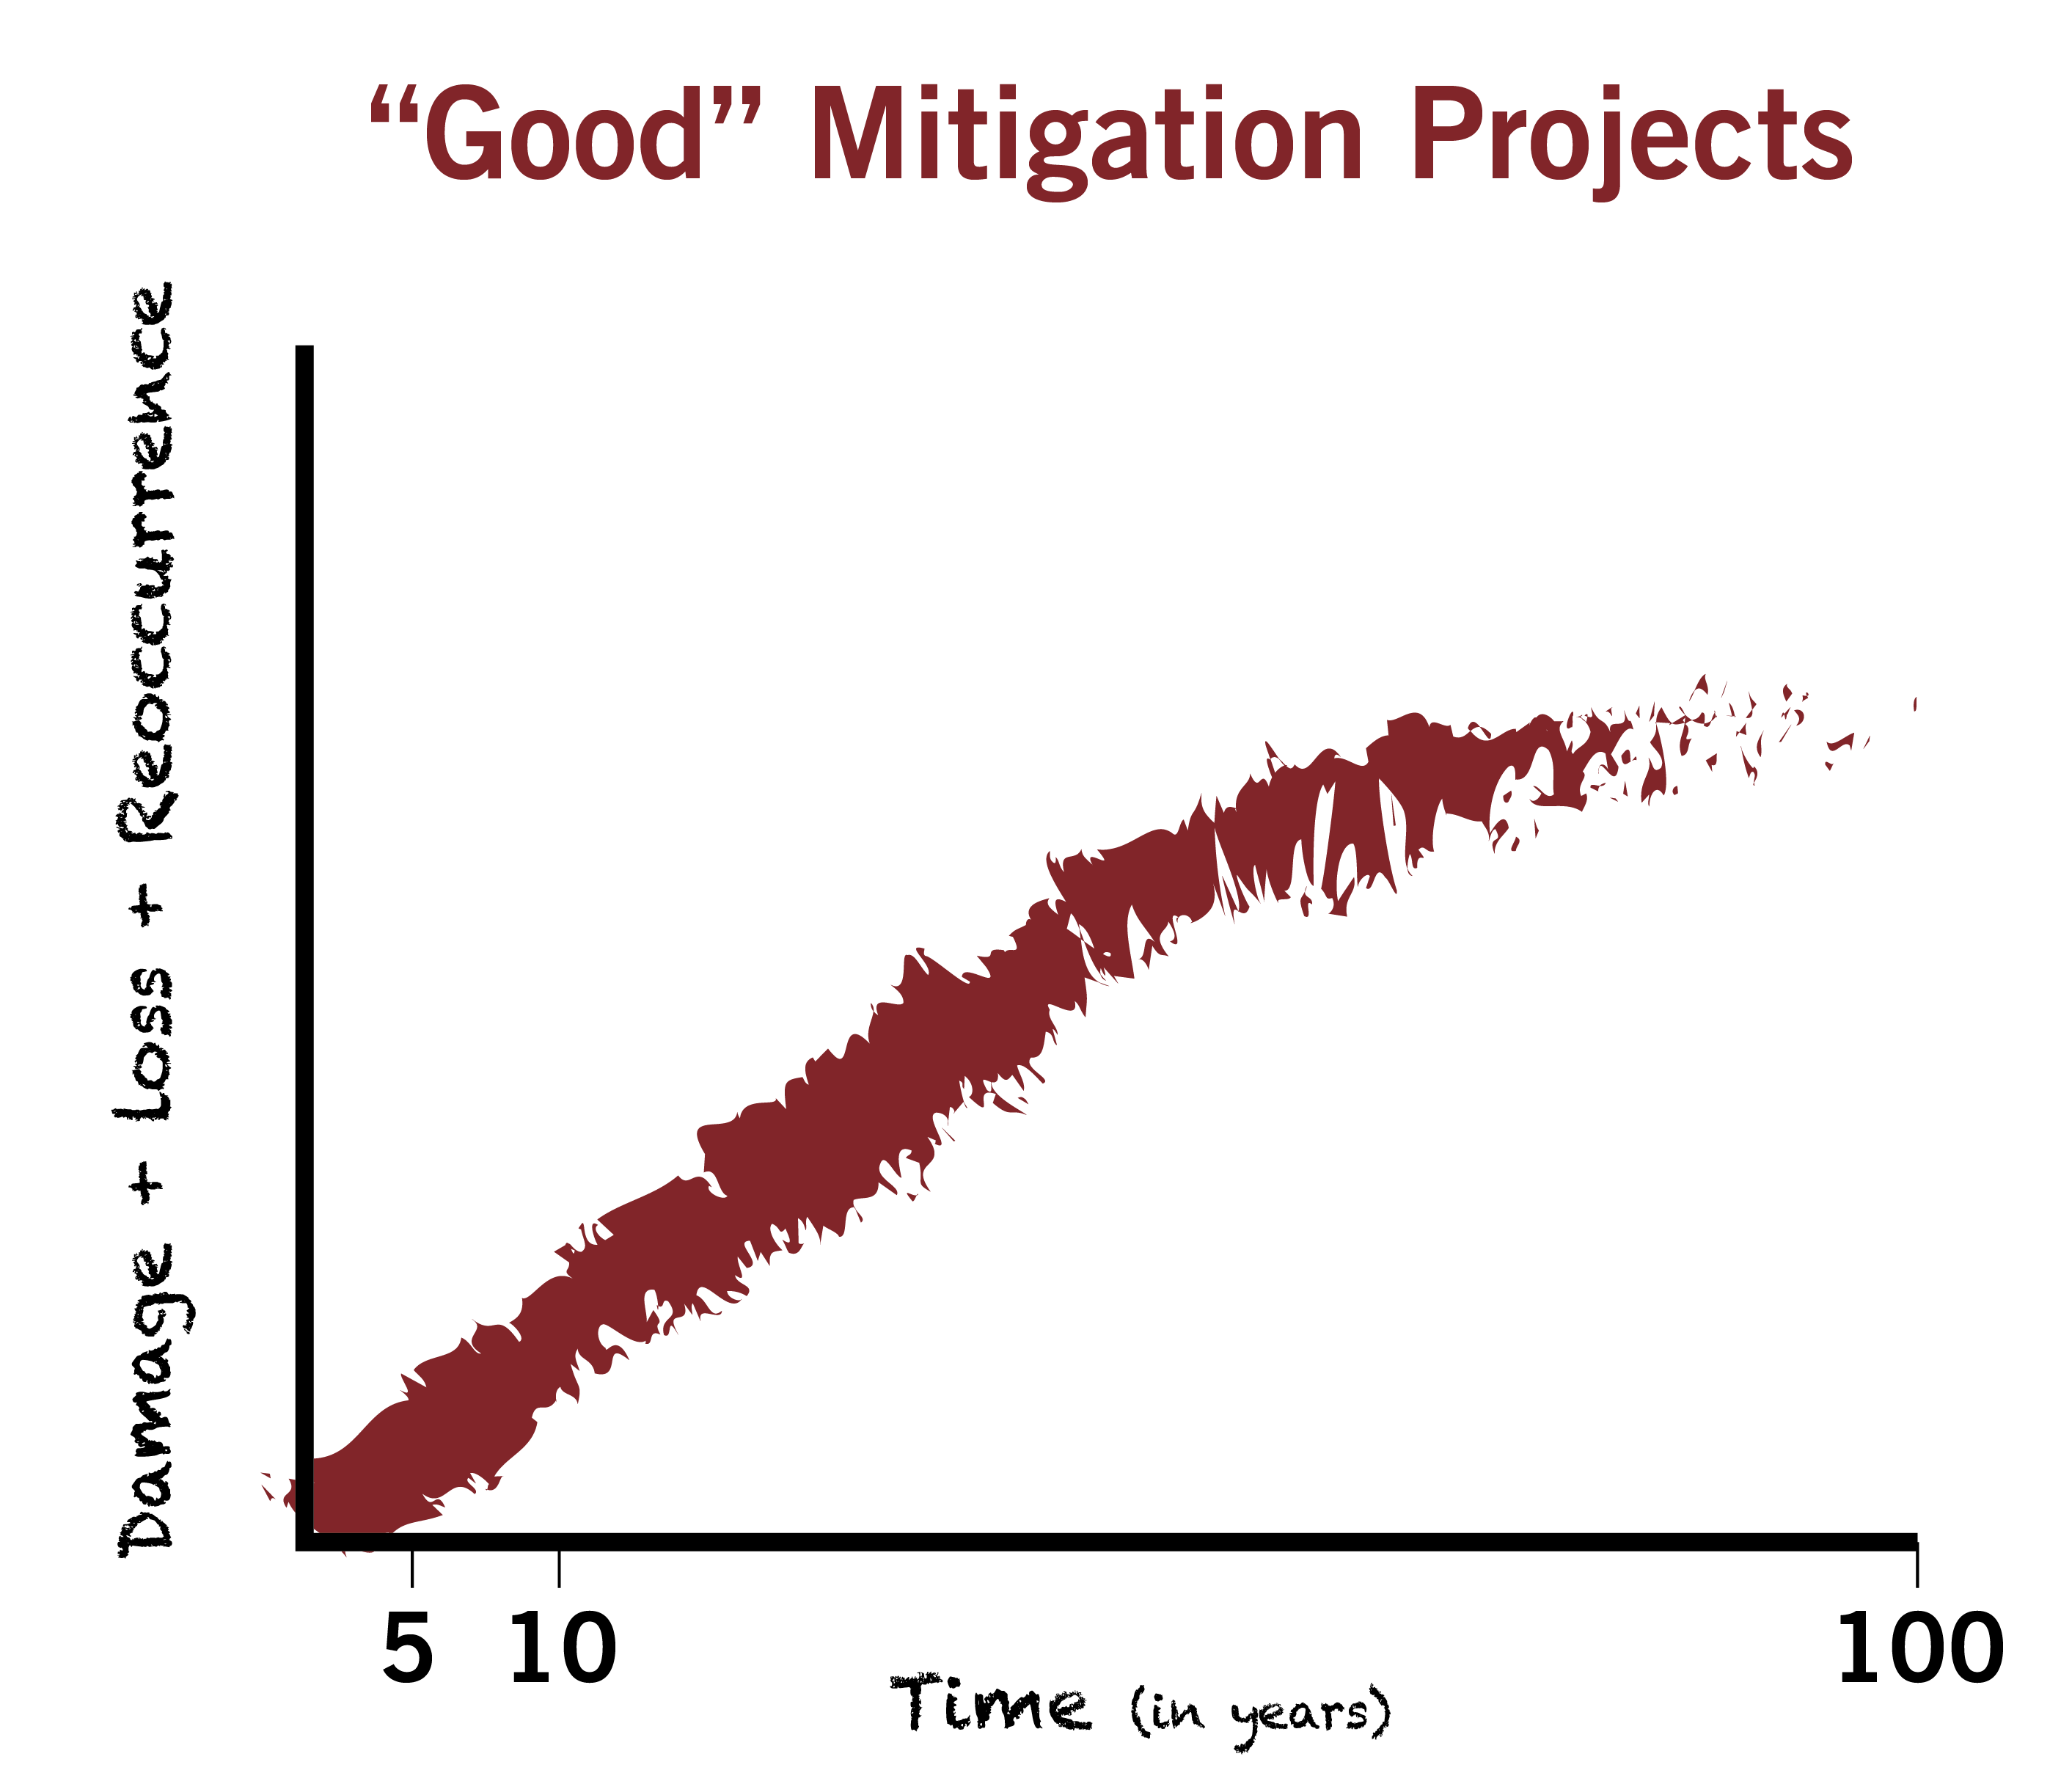 “Good” Mitigation Projects
Damage + Loss + Reoccurrence
5
10
100
Time (in years)